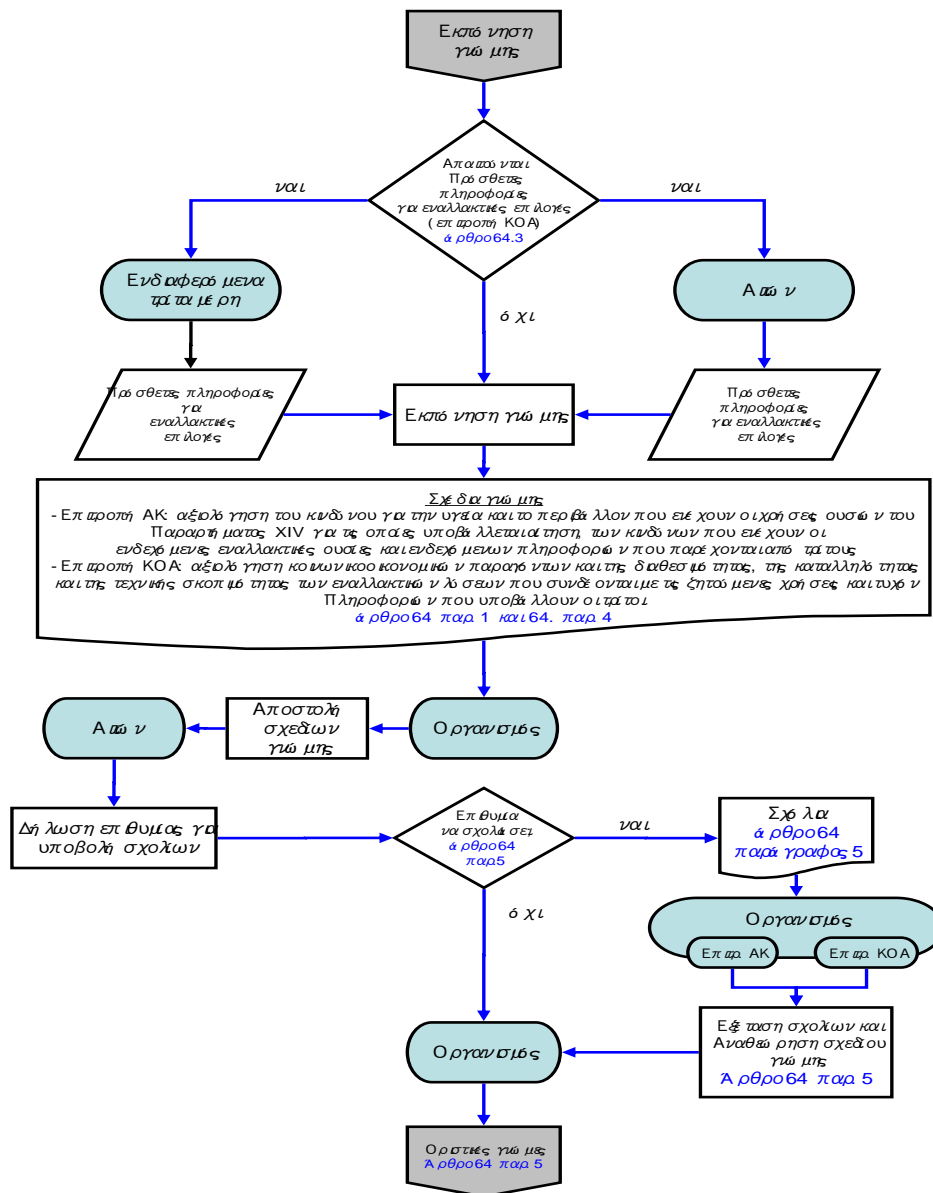 Εκπόνηση
γνώμης
Απαιτούνται
Πρόσθετες
πληροφορίες
για εναλλακτικές επιλογές
(επιτροπή ΚΟΑ)
άρθρο 64.3
ναι
ναι
Ενδιαφερόμενα
τρίτα μέρη
Αιτών
όχι
Πρόσθετες πληροφορίες
για
εναλλακτικές
επιλογές
Εκπόνηση γνώμης
Πρόσθετες
πληροφορίες
για εναλλακτικές
επιλογές
Σχέδια γνώμης
- Επιτροπή ΑΚ: αξιολόγηση του κινδύνου για την υγεία και το περιβάλλον που ενέχουν οι χρήσεις ουσιών του
Παραρτήματος XIV για τις οποίες υποβάλλεται αίτηση, των κινδύνων που ενέχουν οι
ενδεχόμενες εναλλακτικές ουσίες και ενδεχόμενων πληροφοριών που παρέχονται από τρίτους
- Επιτροπή ΚΟΑ: αξιολόγηση κοινωνικοοικονομικών παραγόντων και της διαθεσιμότητας, της καταλληλότητας
και της τεχνικής σκοπιμότητας των εναλλακτικών λύσεων που συνδέονται με τις ζητούμενες χρήσεις και τυχόν
Πληροφοριών που υποβάλλουν οι τρίτοι
άρθρο 64 παρ. 1 και 64. παρ. 4
Αιτών
Αποστολή
σχεδίων
γνώμης
Οργανισμός
Δήλωση επιθυμίας για
υποβολή σχολίων
Επιθυμία
να σχολιάσει;
άρθρο 64
παρ.5
ναι
Σχόλια
άρθρο 64
παράγραφος 5
όχι
Οργανισμός
Επιτρ. ΑΚ
Επιτρ. ΚΟΑ
Εξέταση σχολίων και
Αναθεώρηση σχεδίου
γνώμης
Άρθρο 64 παρ. 5
Οργανισμός
Οριστικές γνώμες
Άρθρο 64 παρ. 5